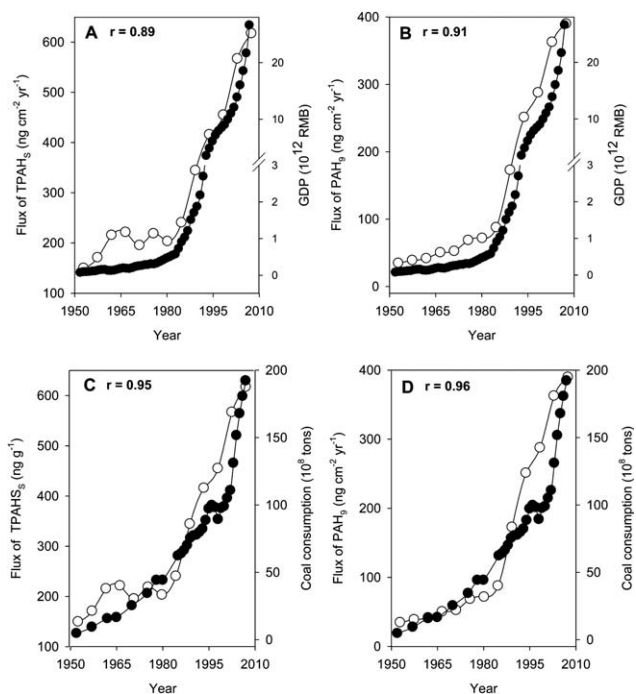 A r = 0.89
600
500
400
300
200
100
Flux of TPAH_S (ng cm⁻² yr⁻¹)
20
10
3
2
1
0
GDP (10¹² RMB)
1950 1965 1980 1995 2010
Year
B r = 0.91
400
300
200
100
0
Flux of PAH₉ (ng cm⁻² yr⁻¹)
20
10
3
2
1
0
GDP (10¹² RMB)
1950 1965 1980 1995 2010
Year
C r = 0.95
600
500
400
300
200
100
Flux of TPAHS_S (ng g⁻¹)
200
150
100
50
0
Coal consumption (10⁸ tons)
1950 1965 1980 1995 2010
Year
D r = 0.96
400
300
200
100
0
Flux of PAH₉ (ng cm⁻² yr⁻¹)
200
150
100
50
0
Coal consumption (10⁸ tons)
1950 1965 1980 1995 2010
Year